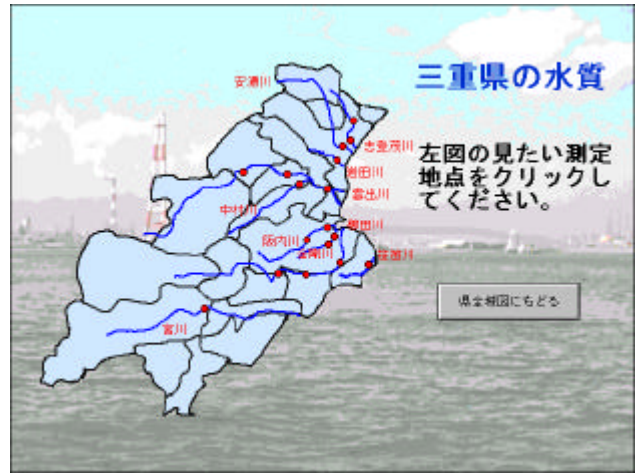 三重県の水質
左図の見たい測定
地点をクリックし
てください。
県全域図にもどる
安濃川
志登茂川
岩田川
雲出川
中村川
阪内川
金剛川
笹笛川
宮川